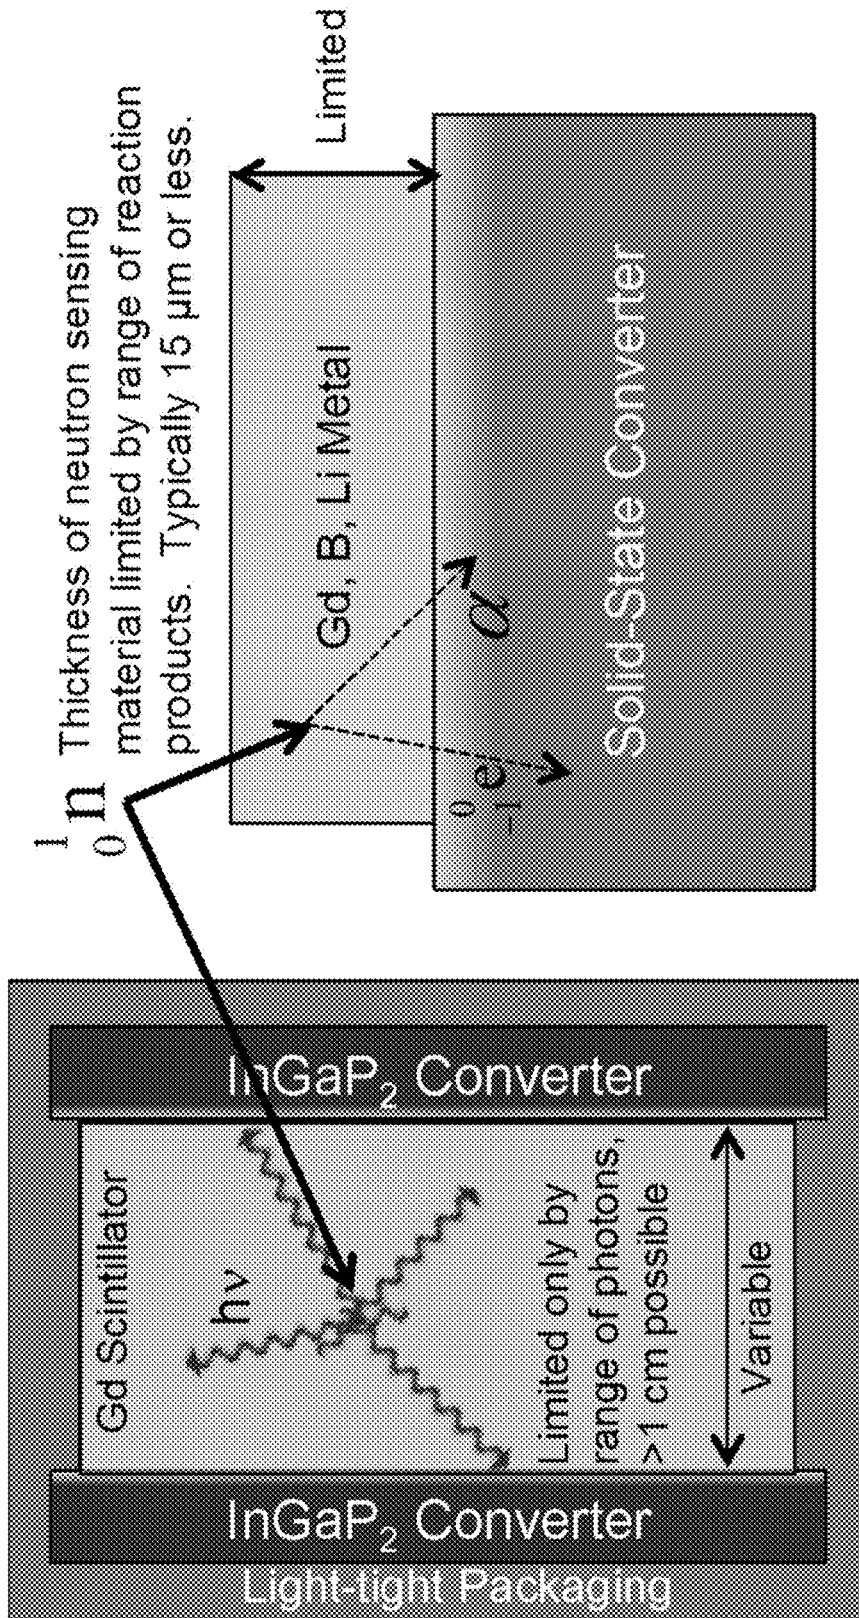 InGaP₂ Converter
Light-tight Packaging
Gd Scintillator
hν
Limited only by
range of photons,
>1 cm possible
Variable
InGaP₂ Converter
¹₀n
Thickness of neutron sensing
material limited by range of reaction
products. Typically 15 µm or less.
Gd, B, Li Metal
Limited
⁰₋₁e
α
Solid-State Converter